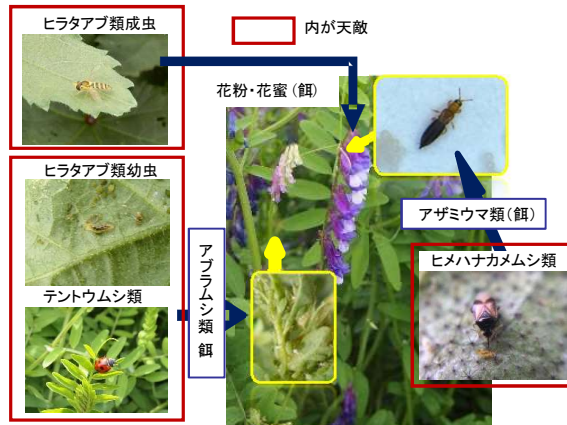 ヒラタアブ類成虫
内が天敵
花粉・花蜜(餌)
ヒラタアブ類幼虫
アザミウマ類(餌)
ヒメハナカメムシ類
テントウムシ類
アブラムシ類 餌